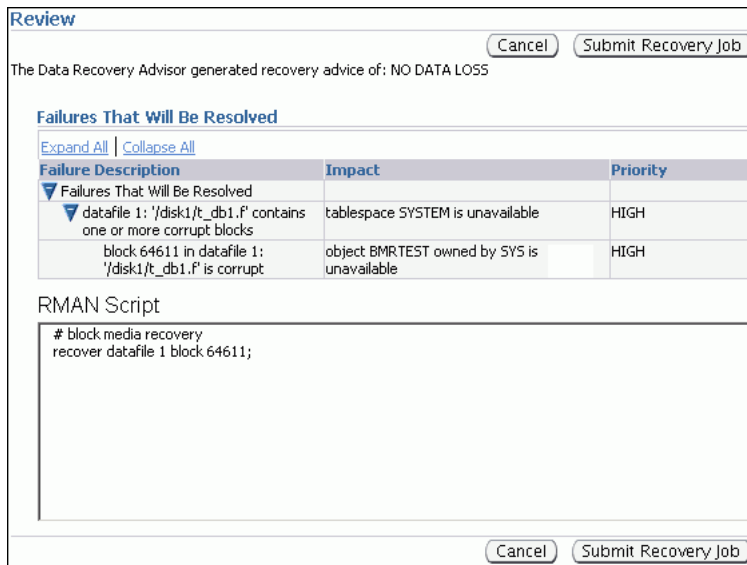 Review
Cancel Submit Recovery Job
The Data Recovery Advisor generated recovery advice of: NO DATA LOSS
Failures That Will Be Resolved
Expand All | Collapse All
Failure Description Impact Priority
Failures That Will Be Resolved
datafile 1: '/disk1/t_db1.f' contains tablespace SYSTEM is unavailable HIGH
one or more corrupt blocks
block 64611 in datafile 1: object BMRTEST owned by SYS is HIGH
'/disk1/t_db1.f' is corrupt unavailable
RMAN Script
# block media recovery
recover datafile 1 block 64611;
Cancel Submit Recovery Job